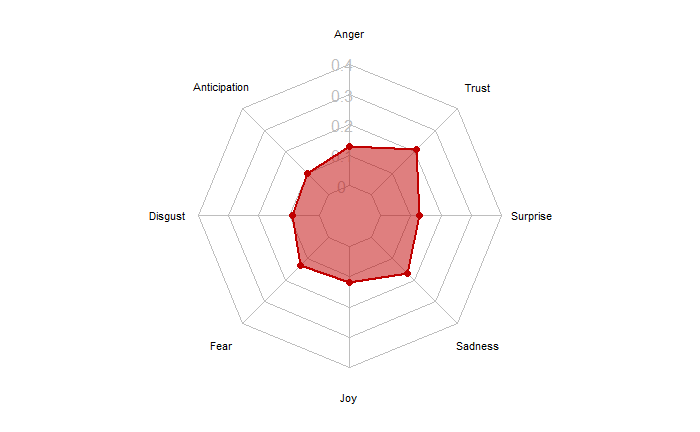 Anger
0.4
Anticipation
Trust
0.3
0.2
0
Disgust
Surprise
Fear
Sadness
Joy